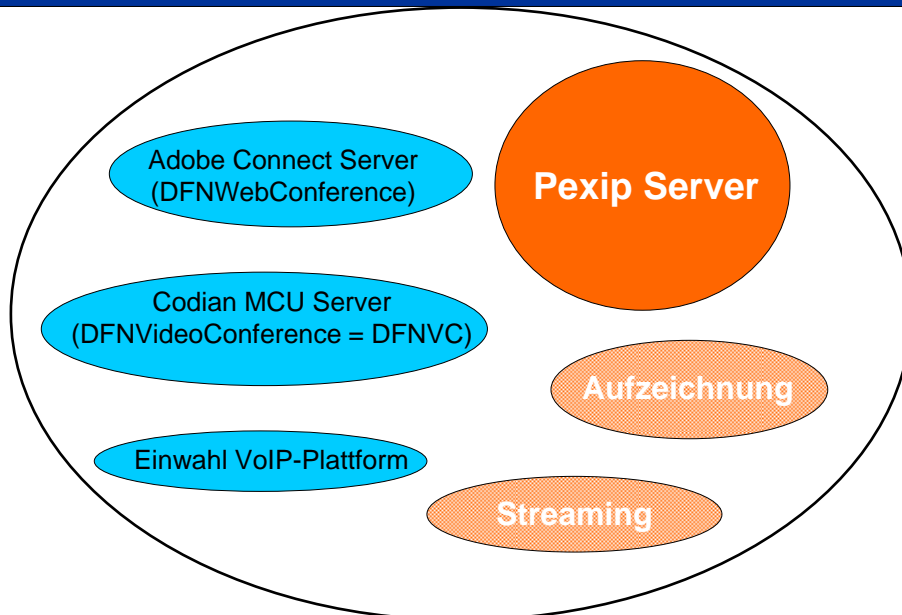 Adobe Connect Server
(DFNWebConference)
Pexip Server
Codian MCU Server
(DFNVideoConference = DFNVC)
Aufzeichnung
Einwahl VoIP-Plattform
Streaming